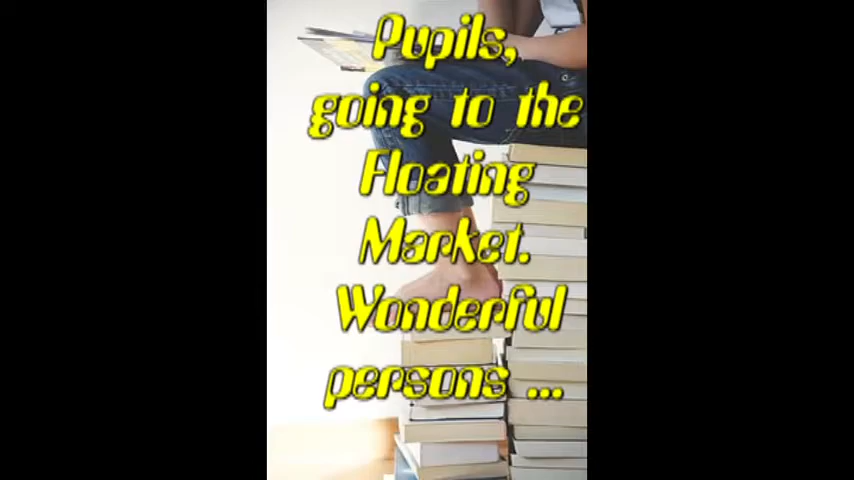 Pupils,
going to the
Floating
Market.
Wonderful
persons ...